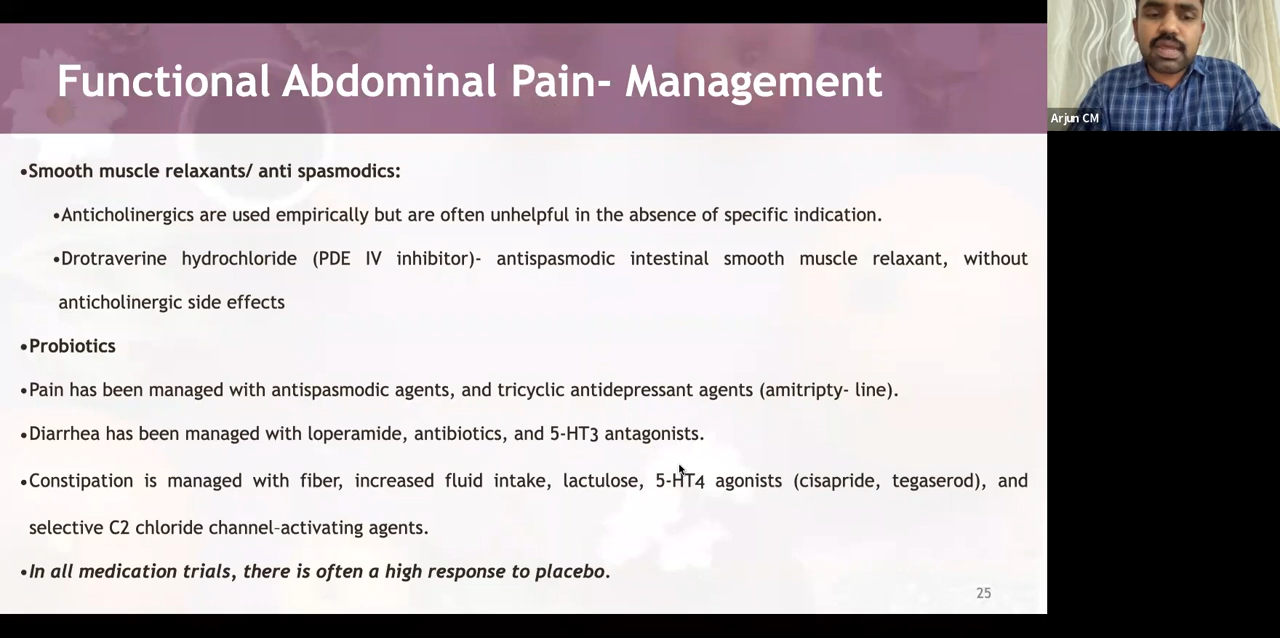 Functional Abdominal Pain- Management
Arjun CM
•Smooth muscle relaxants/ anti spasmodics:
•Anticholinergics are used empirically but are often unhelpful in the absence of specific indication.
•Drotraverine hydrochloride (PDE IV inhibitor)- antispasmodic intestinal smooth muscle relaxant, without
anticholinergic side effects
•Probiotics
•Pain has been managed with antispasmodic agents, and tricyclic antidepressant agents (amitripty- line).
•Diarrhea has been managed with loperamide, antibiotics, and 5-HT3 antagonists.
•Constipation is managed with fiber, increased fluid intake, lactulose, 5-HT4 agonists (cisapride, tegaserod), and
selective C2 chloride channel–activating agents.
•In all medication trials, there is often a high response to placebo.
25